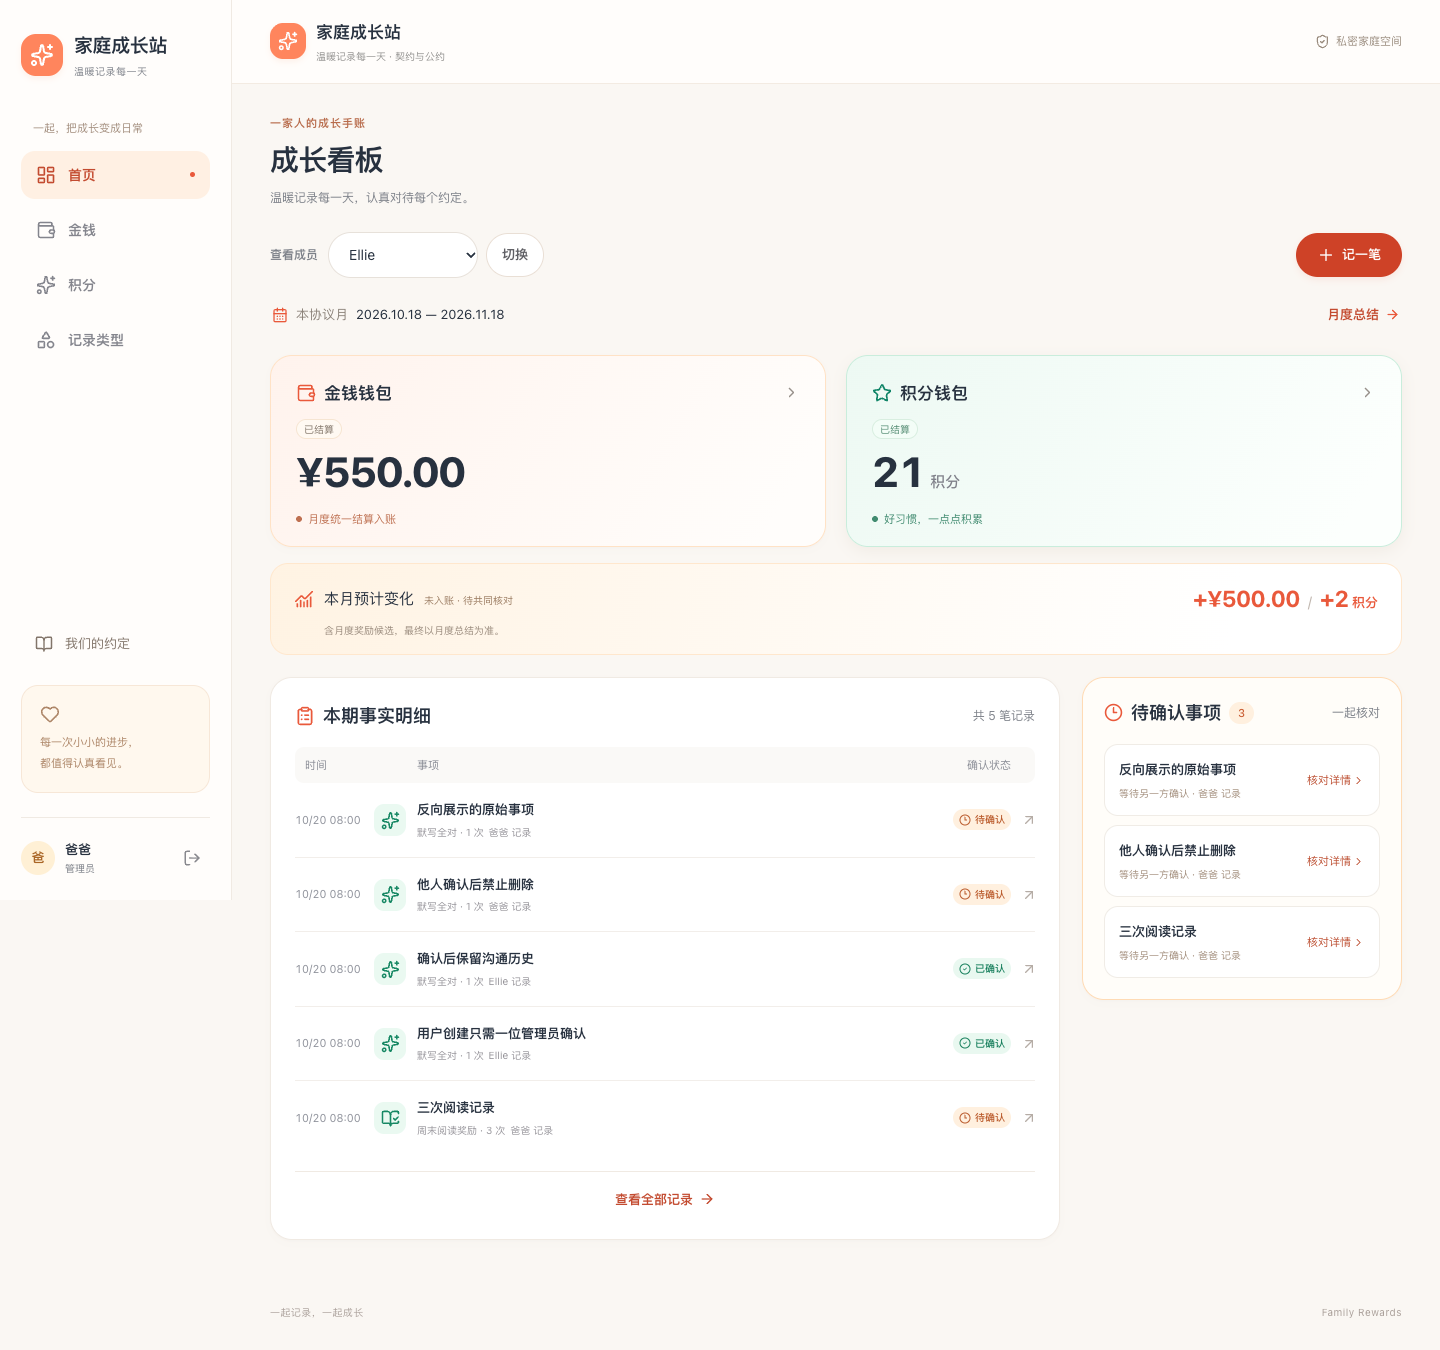 家庭成长站
温暖记录每一天
一起，把成长变成日常
首页
金钱
积分
记录类型
我们的约定
每一次小小的进步，
都值得认真看见。
爸
爸爸
管理员
家庭成长站
温暖记录每一天 · 契约与公约
私密家庭空间
一家人的成长手账
成长看板
温暖记录每一天，认真对待每个约定。
查看成员
Ellie
切换
记一笔
本协议月 2026.10.18 — 2026.11.18
月度总结
金钱钱包
已结算
¥550.00
月度统一结算入账
积分钱包
已结算
21 积分
好习惯，一点点积累
本月预计变化 未入账 · 待共同核对
+¥500.00 / +2 积分
含月度奖励候选，最终以月度总结为准。
本期事实明细
共 5 笔记录
时间 事项 确认状态
10/20 08:00
反向展示的原始事项
默写全对 · 1 次 爸爸 记录
待确认
10/20 08:00
他人确认后禁止删除
默写全对 · 1 次 爸爸 记录
待确认
10/20 08:00
确认后保留沟通历史
默写全对 · 1 次 Ellie 记录
已确认
10/20 08:00
用户创建只需一位管理员确认
默写全对 · 1 次 Ellie 记录
已确认
10/20 08:00
三次阅读记录
周末阅读奖励 · 3 次 爸爸 记录
待确认
查看全部记录
待确认事项 3
一起核对
反向展示的原始事项
等待另一方确认 · 爸爸 记录
核对详情
他人确认后禁止删除
等待另一方确认 · 爸爸 记录
核对详情
三次阅读记录
等待另一方确认 · 爸爸 记录
核对详情
一起记录，一起成长
Family Rewards